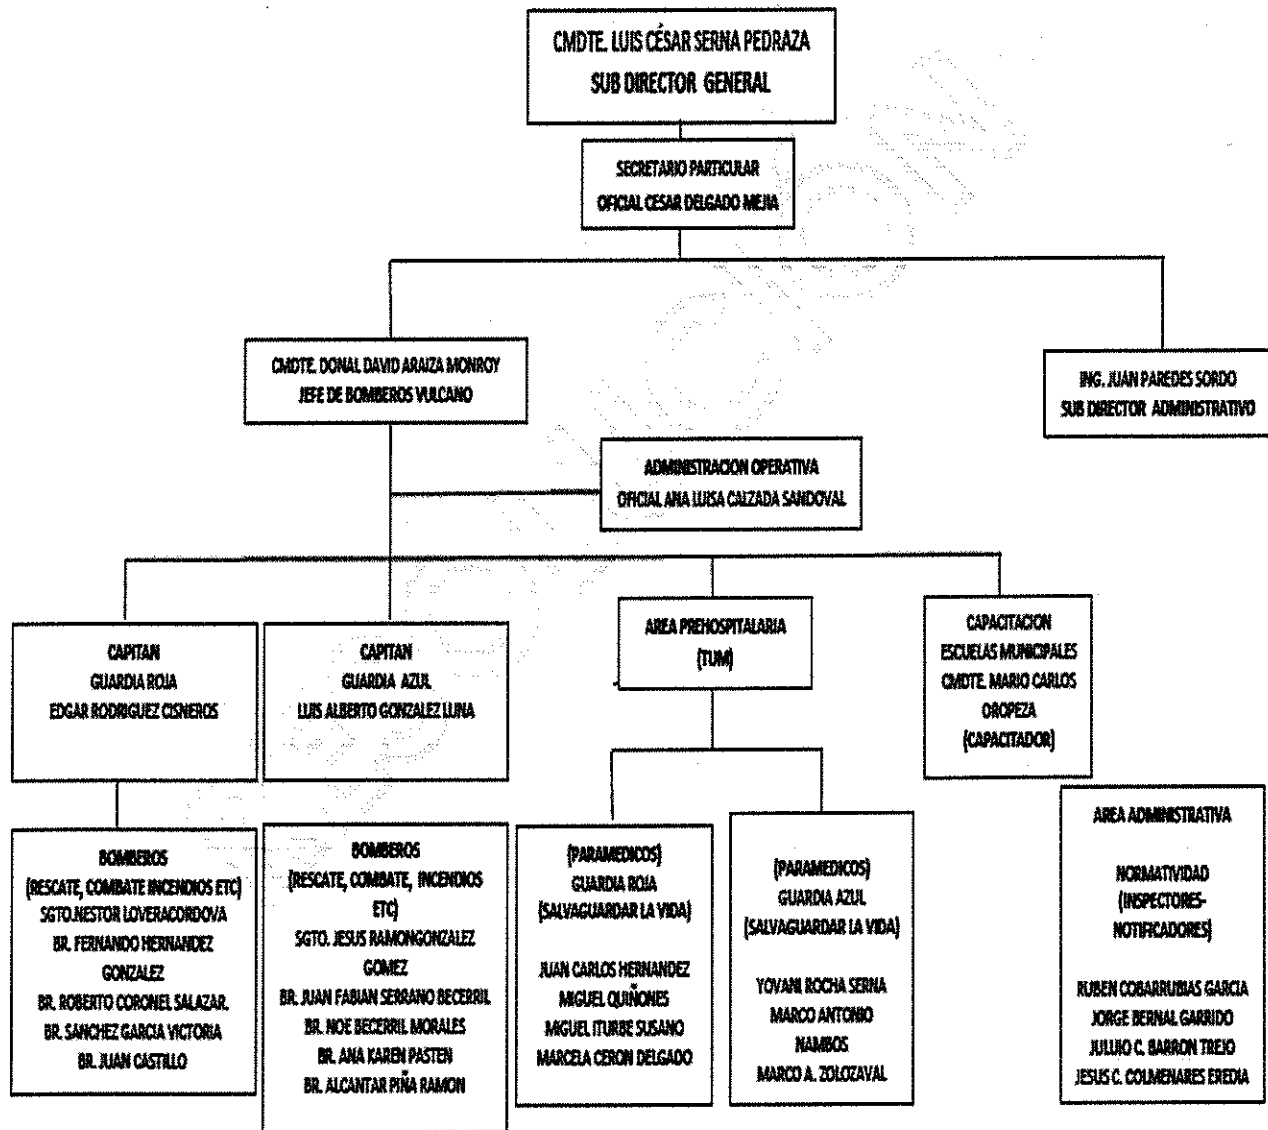 CMDTE. LUIS CÉSAR SERNA PEDRAZA
SUB DIRECTOR GENERAL
SECRETARIO PARTICULAR
OFICIAL CESAR DELGADO MEJIA
CMDTE. DONAL DAVID ARAIZA MONROY
JEFE DE BOMBEROS VULCANO
ING. JUAN PAREDES SORDO
SUB DIRECTOR ADMINISTRATIVO
ADMINISTRACION OPERATIVA
OFICIAL ANA LUISA CALZADA SANDOVAL
CAPITAN
GUARDIA ROJA
EDGAR RODRIGUEZ CISNEROS
CAPITAN
GUARDIA AZUL
LUIS ALBERTO GONZALEZ LUNA
AREA PREHOSPITALARIA
(TUM)
CAPACITACION
ESCUELAS MUNICIPALES
CMDTE. MARIO CARLOS
OROPEZA
(CAPACITADOR)
BOMBEROS
(RESCATE, COMBATE INCENDIOS ETC)
SGTO.NESTOR LOVERACORDOVA
BR. FERNANDO HERNANDEZ
GONZALEZ
BR. ROBERTO CORONEL SALAZAR.
BR. SANCHEZ GARCIA VICTORIA
BR. JUAN CASTILLO
BOMBEROS
(RESCATE, COMBATE, INCENDIOS
ETC)
SGTO. JESUS RAMONGONZALEZ
GOMEZ
BR. JUAN FABIAN SERRANO BECERRIL
BR. NOE BECERRIL MORALES
BR. ANA KAREN PASTEN
BR. ALCANTAR PIÑA RAMON
(PARAMEDICOS)
GUARDIA ROJA
(SALVAGUARDAR LA VIDA)
JUAN CARLOS HERNANDEZ
MIGUEL QUIÑONES
MIGUEL ITURBE SUSANO
MARCELA CERON DELGADO
(PARAMEDICOS)
GUARDIA AZUL
(SALVAGUARDAR LA VIDA)
YOVANI ROCHA SERNA
MARCO ANTONIO
NAMBOS
MARCO A. ZOLOZAVAL
AREA ADMINISTRATIVA
NORMATIVIDAD
(INSPECTORES-
NOTIFICADORES)
RUBEN COBARRUBIAS GARCIA
JORGE BERNAL GARRIDO
JULUIO C. BARRON TREJO
JESUS C. COLMENARES EREDIA